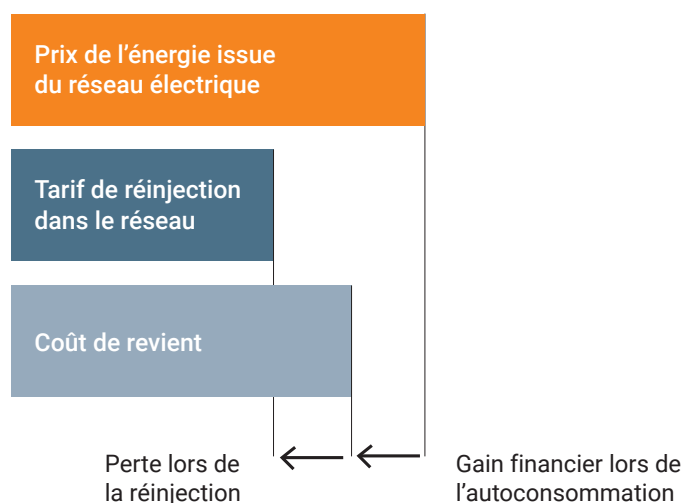 Prix de l’énergie issue
du réseau électrique
Tarif de réinjection
dans le réseau
Coût de revient
Perte lors de
la réinjection
Gain financier lors de
l’autoconsommation